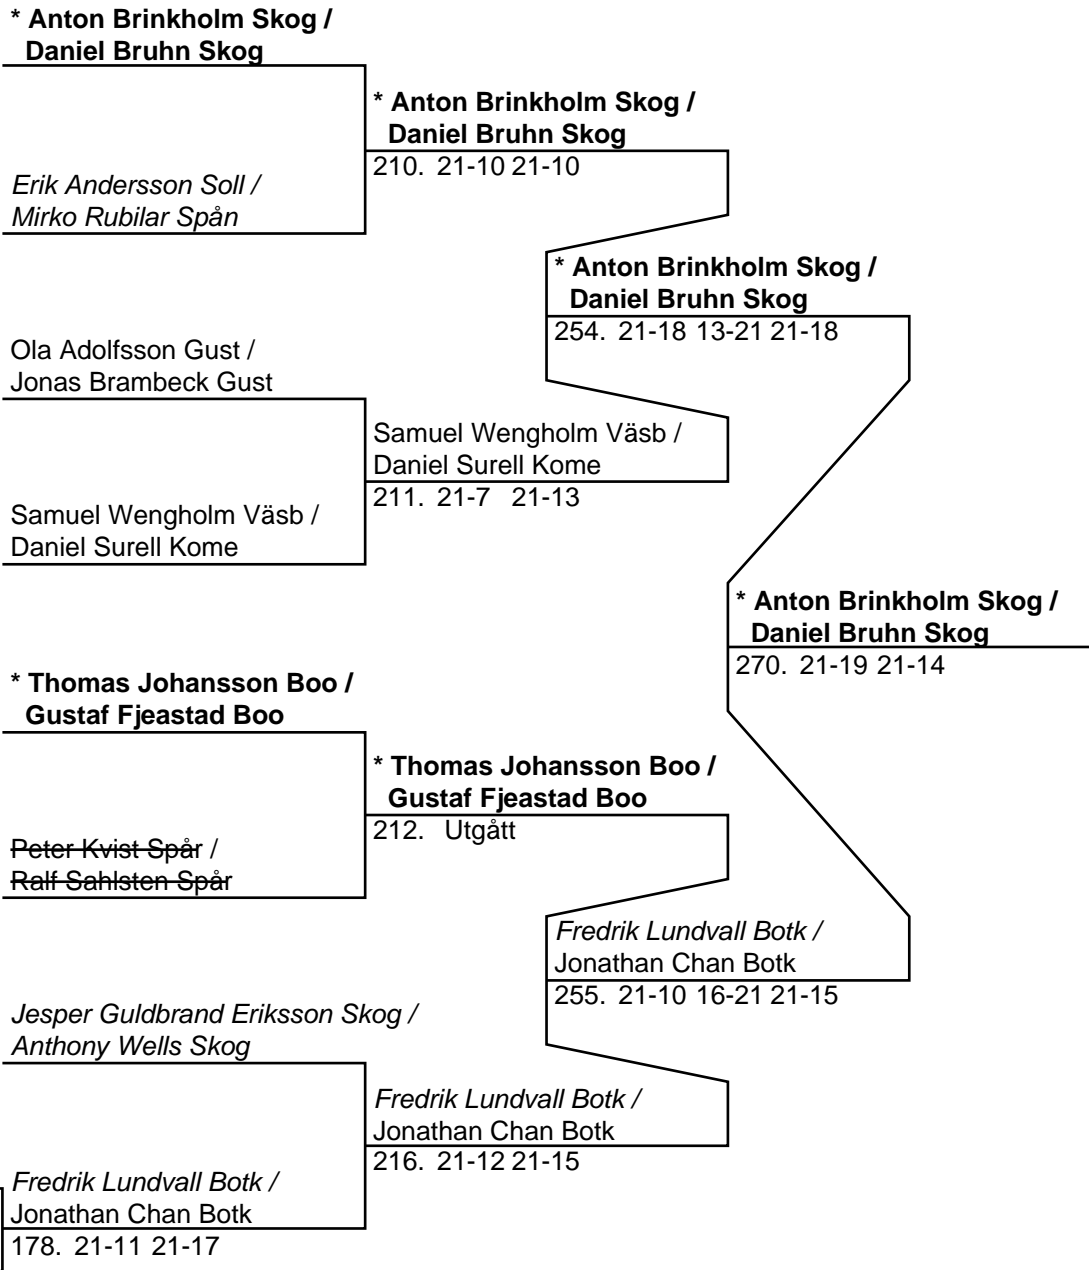 * Anton Brinkholm Skog /
Daniel Bruhn Skog
* Anton Brinkholm Skog /
Daniel Bruhn Skog
210. 21-10 21-10
Erik Andersson Soll /
Mirko Rubilar Spån
* Anton Brinkholm Skog /
Daniel Bruhn Skog
254. 21-18 13-21 21-18
Ola Adolfsson Gust /
Jonas Brambeck Gust
Samuel Wengholm Väsb /
Daniel Surell Kome
211. 21-7 21-13
Samuel Wengholm Väsb /
Daniel Surell Kome
* Anton Brinkholm Skog /
Daniel Bruhn Skog
270. 21-19 21-14
* Thomas Johansson Boo /
Gustaf Fjeastad Boo
* Thomas Johansson Boo /
Gustaf Fjeastad Boo
212. Utgått
Peter Kvist Spår /
Ralf Sahlsten Spår
Fredrik Lundvall Botk /
Jonathan Chan Botk
255. 21-10 16-21 21-15
Jesper Guldbrand Eriksson Skog /
Anthony Wells Skog
Fredrik Lundvall Botk /
Jonathan Chan Botk
216. 21-12 21-15
Fredrik Lundvall Botk /
Jonathan Chan Botk
178. 21-11 21-17